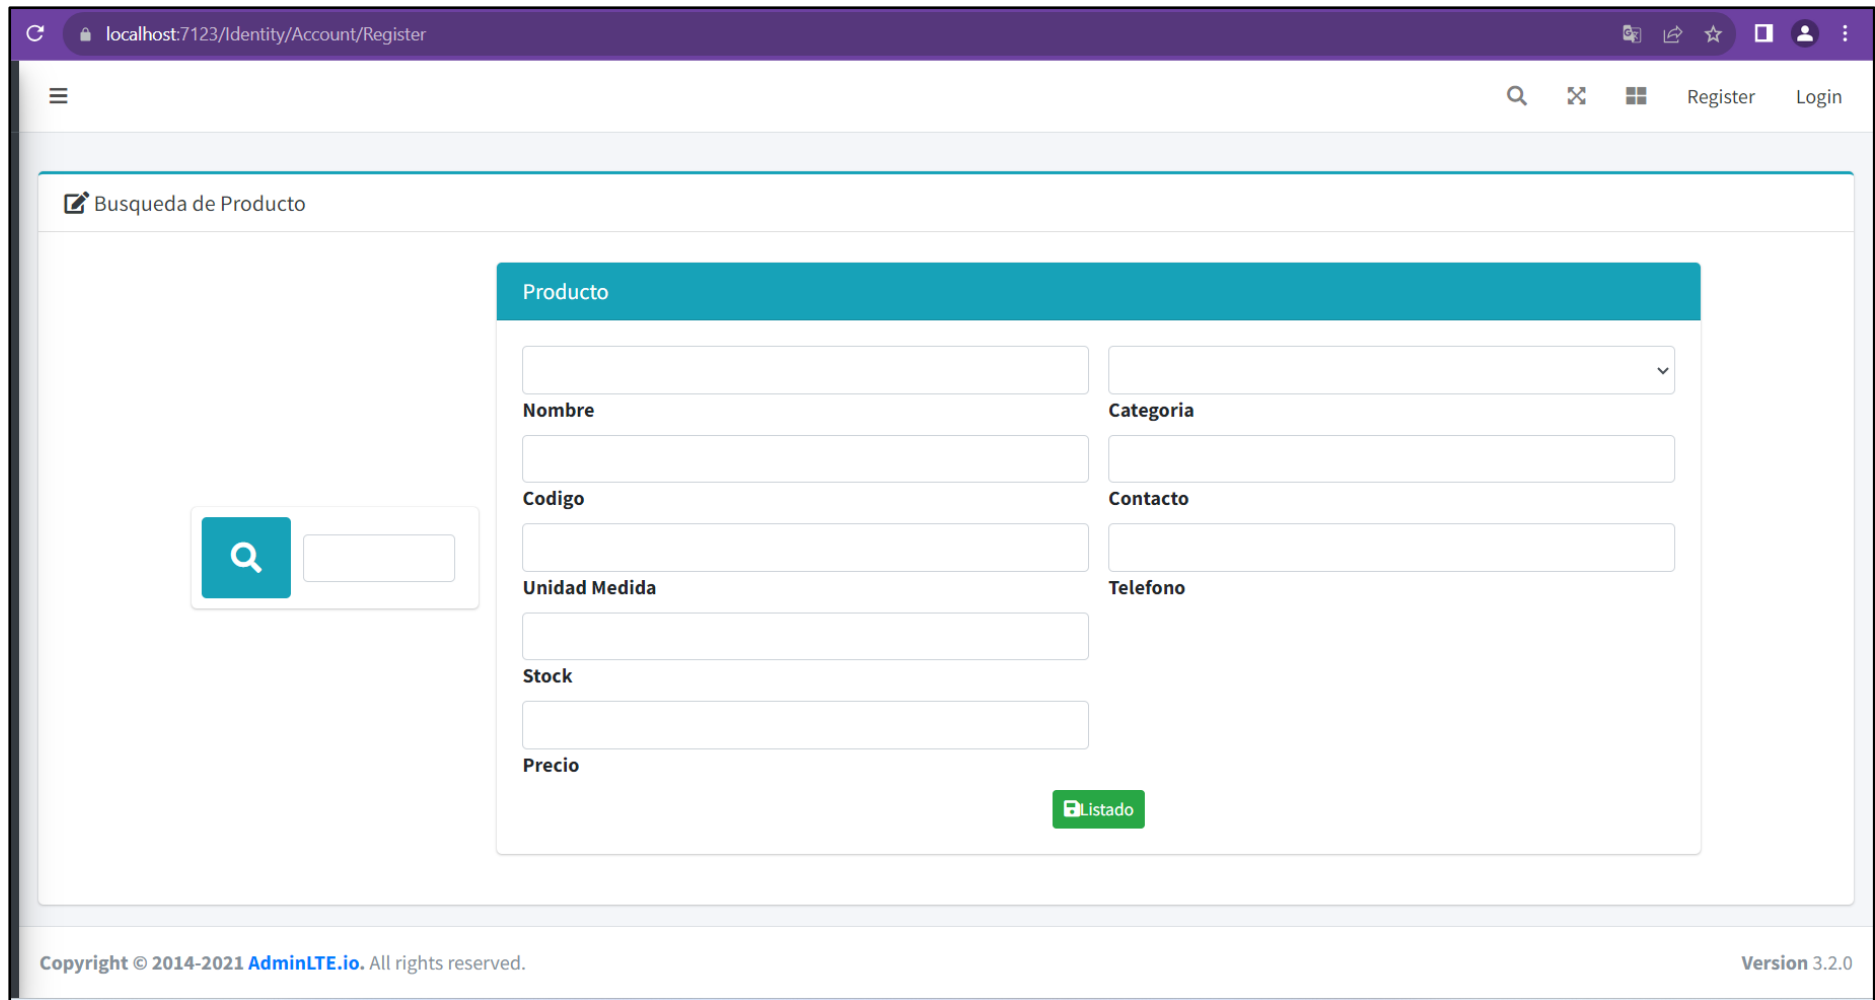 localhost:7123/Identity/Account/Register
Register Login
Busqueda de Producto
Producto
Nombre Categoria
Codigo Contacto
Unidad Medida Telefono
Stock
Precio
Listado
Copyright © 2014-2021 AdminLTE.io. All rights reserved. Version 3.2.0